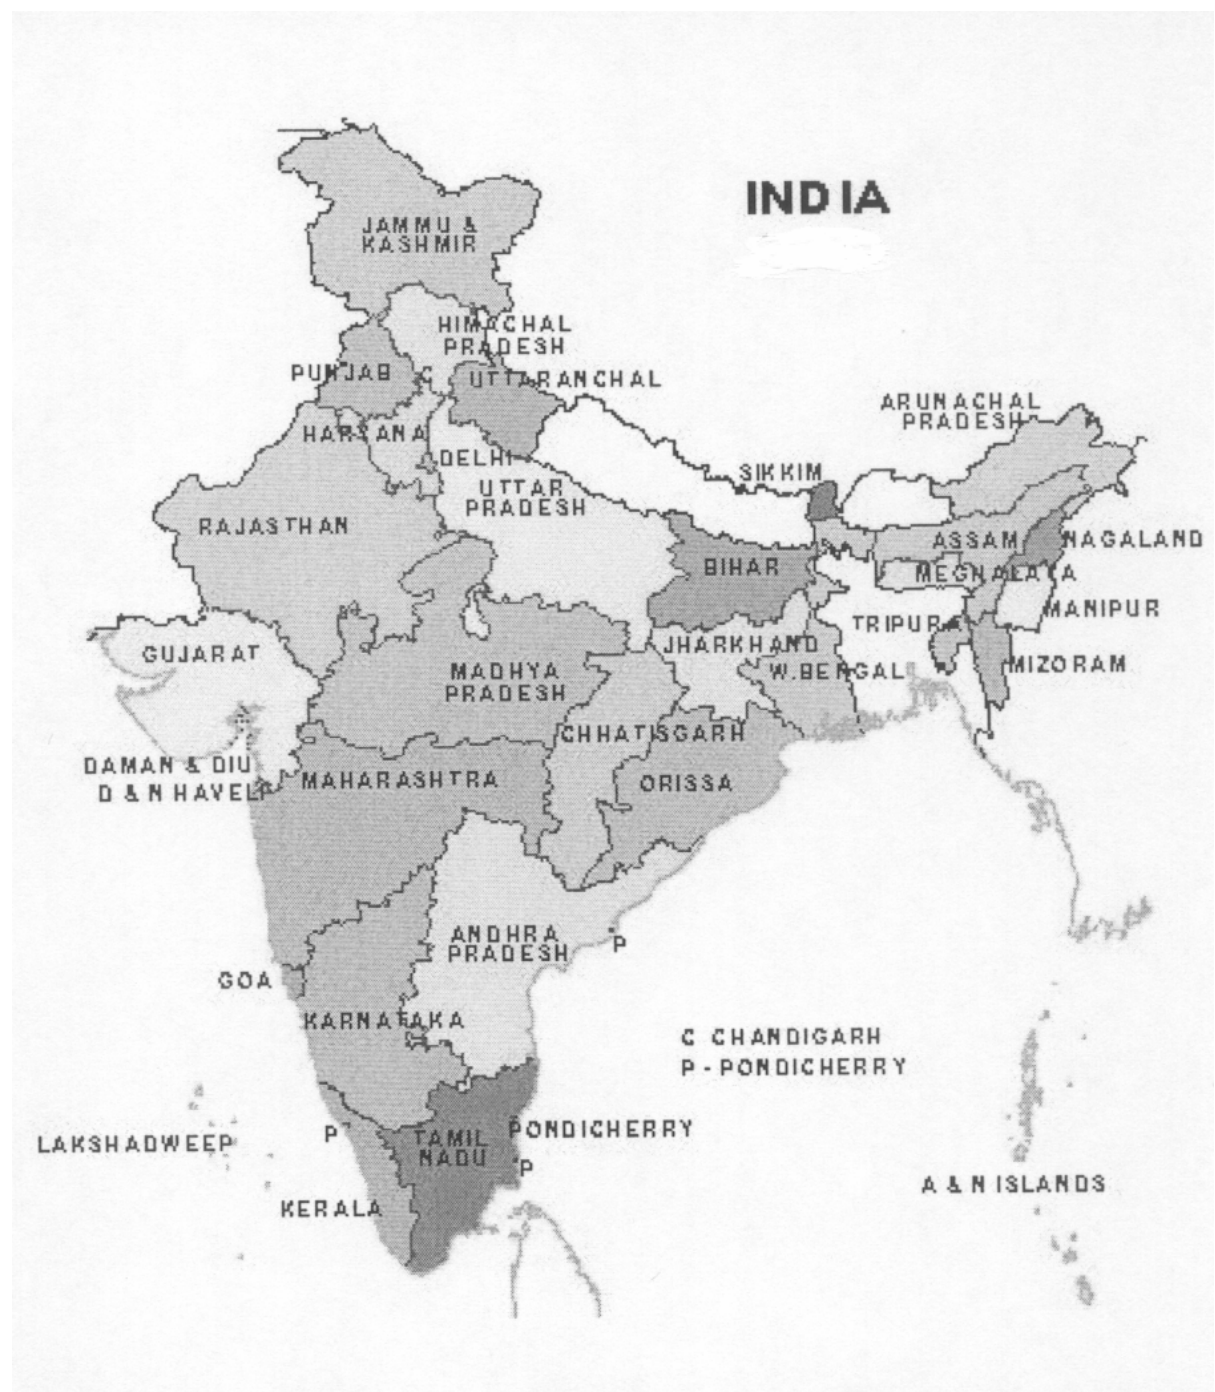 INDIA
JAMMU &
KASHMIR
HIMACHAL
PRADESH
PUNJAB
C
UTTARANCHAL
ARUNACHAL
PRADESH
HARYANA
DELHI
SIKKIM
UTTAR
PRADESH
RAJASTHAN
ASSAM
NAGALAND
BIHAR
MEGHALAYA
MANIPUR
TRIPURA
GUJARAT
JHARKHAND
MADHYA
PRADESH
W.BENGAL
MIZORAM
CHHATISGARH
DAMAN & DIU
D & N HAVELI
MAHARASHTRA
ORISSA
ANDHRA
PRADESH
P
GOA
KARNATAKA
C CHANDIGARH
P - PONDICHERRY
LAKSHADWEEP
P
TAMIL
NADU
PONDICHERRY
P
A & N ISLANDS
KERALA